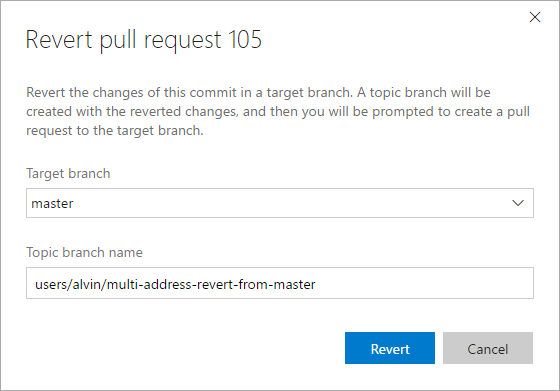 Revert pull request 105
Revert the changes of this commit in a target branch. A topic branch will be
created with the reverted changes, and then you will be prompted to create a pull
request to the target branch.
Target branch
master
Topic branch name
users/alvin/multi-address-revert-from-master
Revert
Cancel